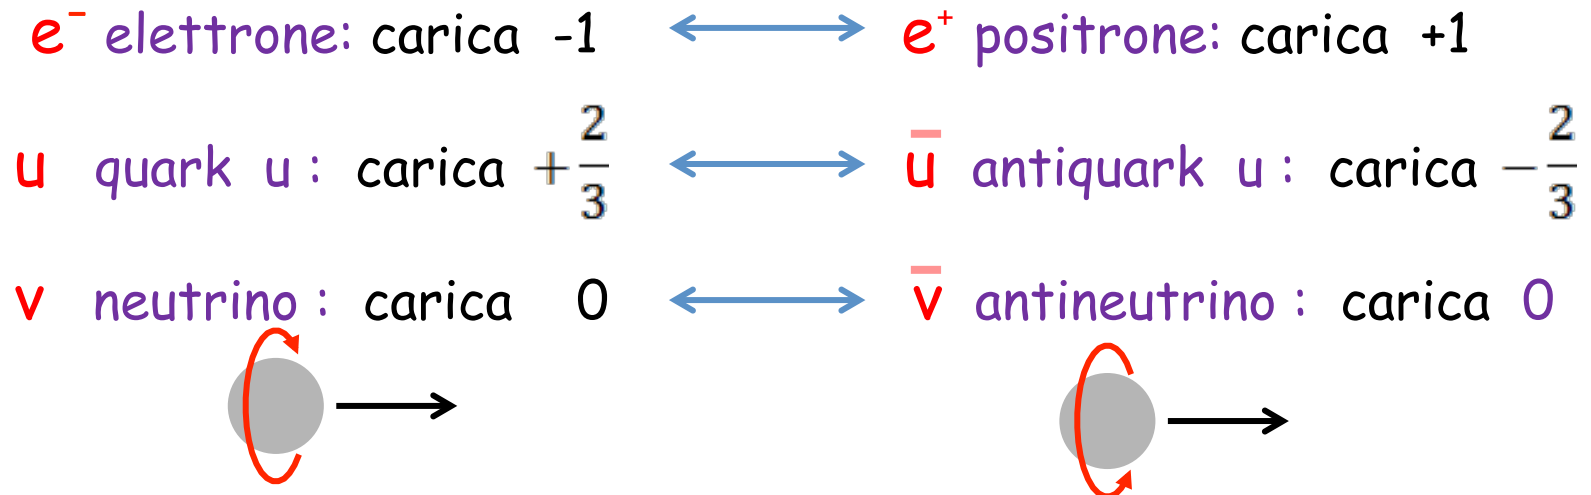 e⁻ elettrone: carica -1 e⁺ positrone: carica +1
u quark u : carica +2/3 u̅ antiquark u : carica −2/3
ν neutrino : carica 0 ν̅ antineutrino : carica 0